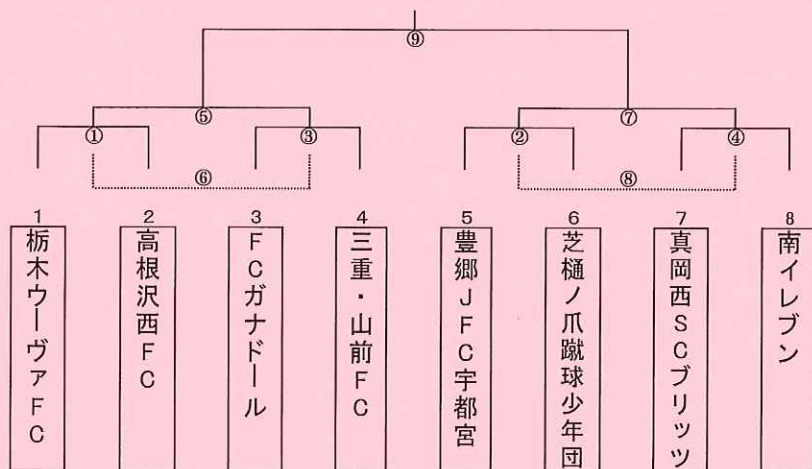 ⑨
⑤
⑦
①
③
②
④
⑥
⑧
1
2
3
4
5
6
7
8
栃木ウーヴァFC
高根沢西FC
FCガナドール
三重・山前FC
豊郷JFC宇都宮
芝樋ノ爪蹴球少年団
真岡西SCブリッツ
南イレブン